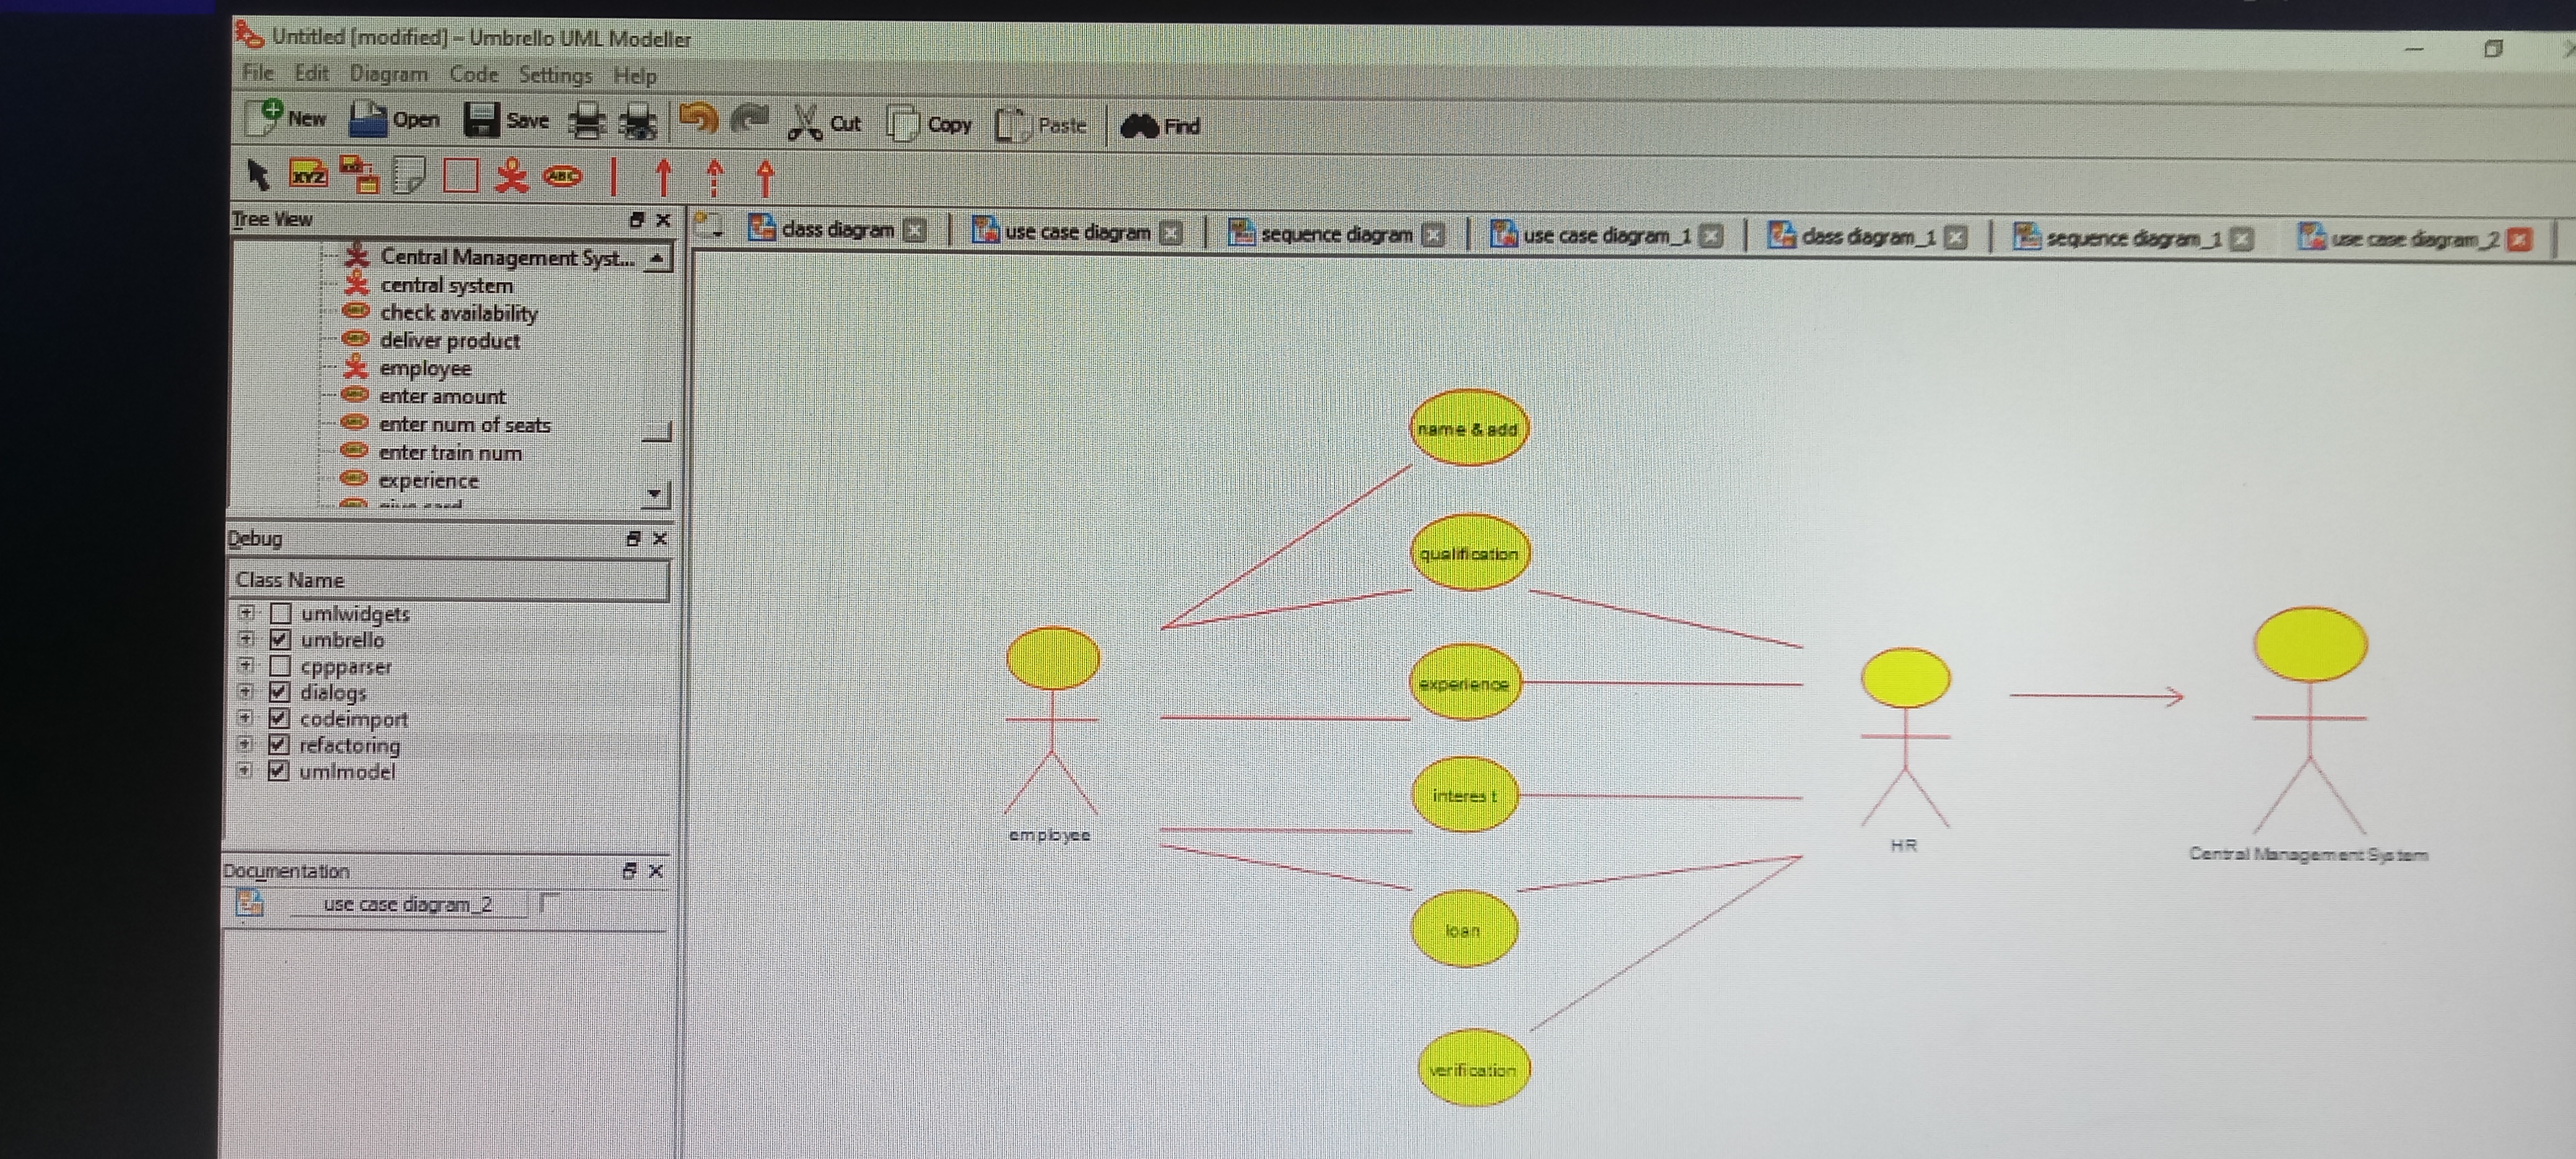 Untitled [modified] – Umbrello UML Modeller
File Edit Diagram Code Settings Help
New Open Save Cut Copy Paste Find
XYZ ABC
Tree View
class diagram use case diagram sequence diagram use case diagram_1 class diagram_1 sequence diagram_1 use case diagram_2
Central Management Syst...
central system
check availability
deliver product
employee
enter amount
enter num of seats
enter train num
experience
Debug
Class Name
umlwidgets
umbrello
cppparser
dialogs
codeimport
refactoring
umlmodel
Documentation
use case diagram_2
name & add
qualification
experience
interest
loan
verification
employee
HR
Central Management System